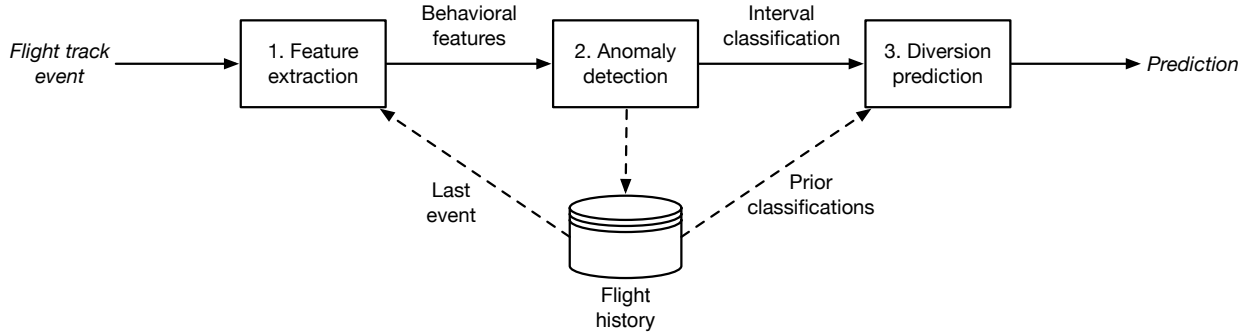 Flight track
event
1. Feature
extraction
Behavioral
features
2. Anomaly
detection
Interval
classification
3. Diversion
prediction
Prediction
Last
event
Prior
classifications
Flight
history